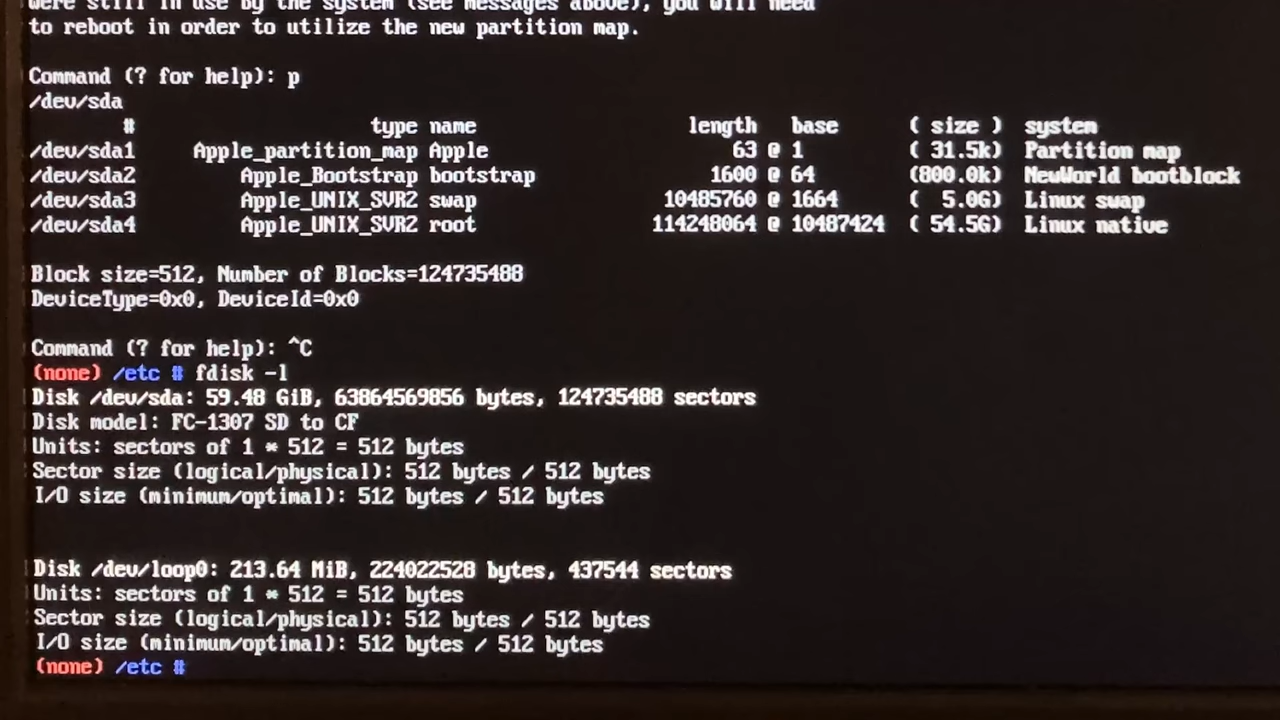 were still in use by the system (see messages above), you will need
to reboot in order to utilize the new partition map.
Command (? for help): p
/dev/sda
# type name length base ( size ) system
/dev/sda1 Apple_partition_map Apple 63 @ 1 ( 31.5k) Partition map
/dev/sda2 Apple_Bootstrap bootstrap 1600 @ 64 (800.0k) NewWorld bootblock
/dev/sda3 Apple_UNIX_SVR2 swap 10485760 @ 1664 ( 5.0G) Linux swap
/dev/sda4 Apple_UNIX_SVR2 root 114248064 @ 10487424 ( 54.5G) Linux native
Block size=512, Number of Blocks=124735488
DeviceType=0x0, DeviceId=0x0
Command (? for help): ^C
(none) /etc # fdisk -l
Disk /dev/sda: 59.48 GiB, 63864569856 bytes, 124735488 sectors
Disk model: FC-1307 SD to CF
Units: sectors of 1 * 512 = 512 bytes
Sector size (logical/physical): 512 bytes / 512 bytes
I/O size (minimum/optimal): 512 bytes / 512 bytes
Disk /dev/loop0: 213.64 MiB, 224022528 bytes, 437544 sectors
Units: sectors of 1 * 512 = 512 bytes
Sector size (logical/physical): 512 bytes / 512 bytes
I/O size (minimum/optimal): 512 bytes / 512 bytes
(none) /etc #